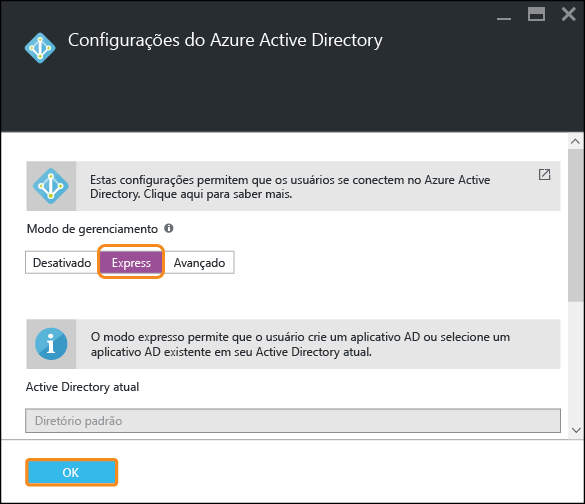 Configurações do Azure Active Directory
Estas configurações permitem que os usuários se conectem no Azure Active
Directory. Clique aqui para saber mais.
Modo de gerenciamento
Desativado Express Avançado
O modo expresso permite que o usuário crie um aplicativo AD ou selecione um
aplicativo AD existente em seu Active Directory atual.
Active Directory atual
Diretório padrão
OK